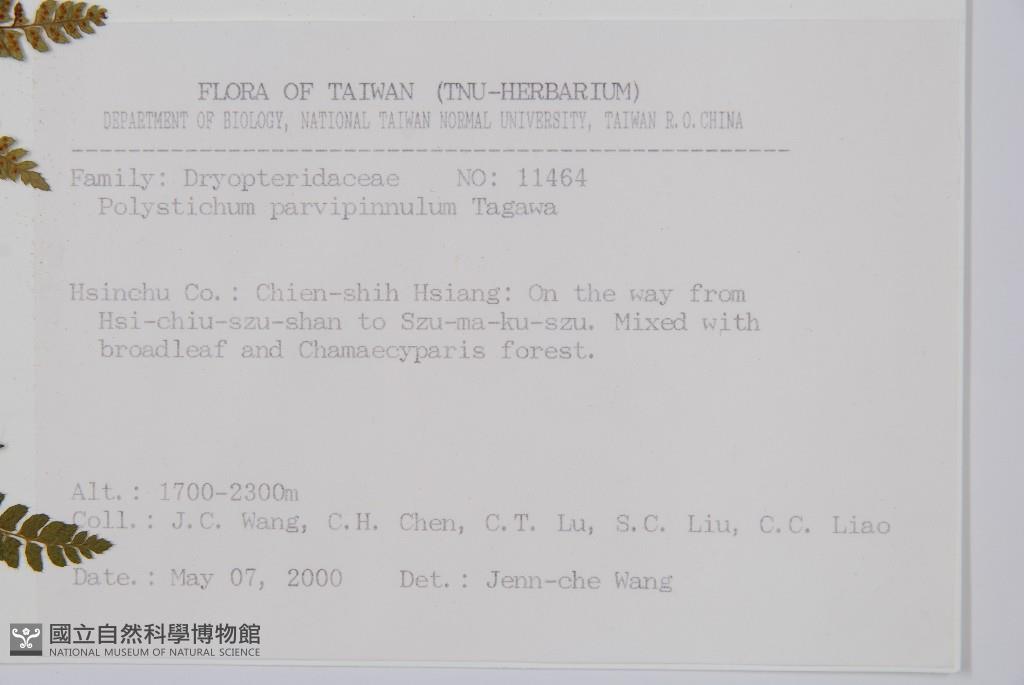 FLORA OF TAIWAN (TNU-HERBARIUM)
DEPARTMENT OF BIOLOGY, NATIONAL TAIWAN NORMAL UNIVERSITY, TAIWAN R.O.CHINA
Family: Dryopteridaceae NO: 11464
Polystichum parvipinnulum Tagawa
Hsinchu Co.: Chien-shih Hsiang: On the way from
Hsi-chiu-szu-shan to Szu-ma-ku-szu. Mixed with
broadleaf and Chamaecyparis forest.
Alt.: 1700-2300m
Coll.: J.C. Wang, C.H. Chen, C.T. Lu, S.C. Liu, C.C. Liao
Date.: May 07, 2000 Det.: Jenn-che Wang
國立自然科學博物館
NATIONAL MUSEUM OF NATURAL SCIENCE